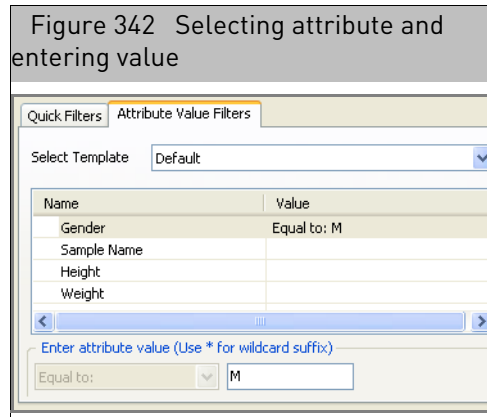 Figure 342 Selecting attribute and
entering value
Quick Filters Attribute Value Filters
Select Template Default
Name Value
Gender Equal to: M
Sample Name
Height
Weight
Enter attribute value (Use * for wildcard suffix)
Equal to: M